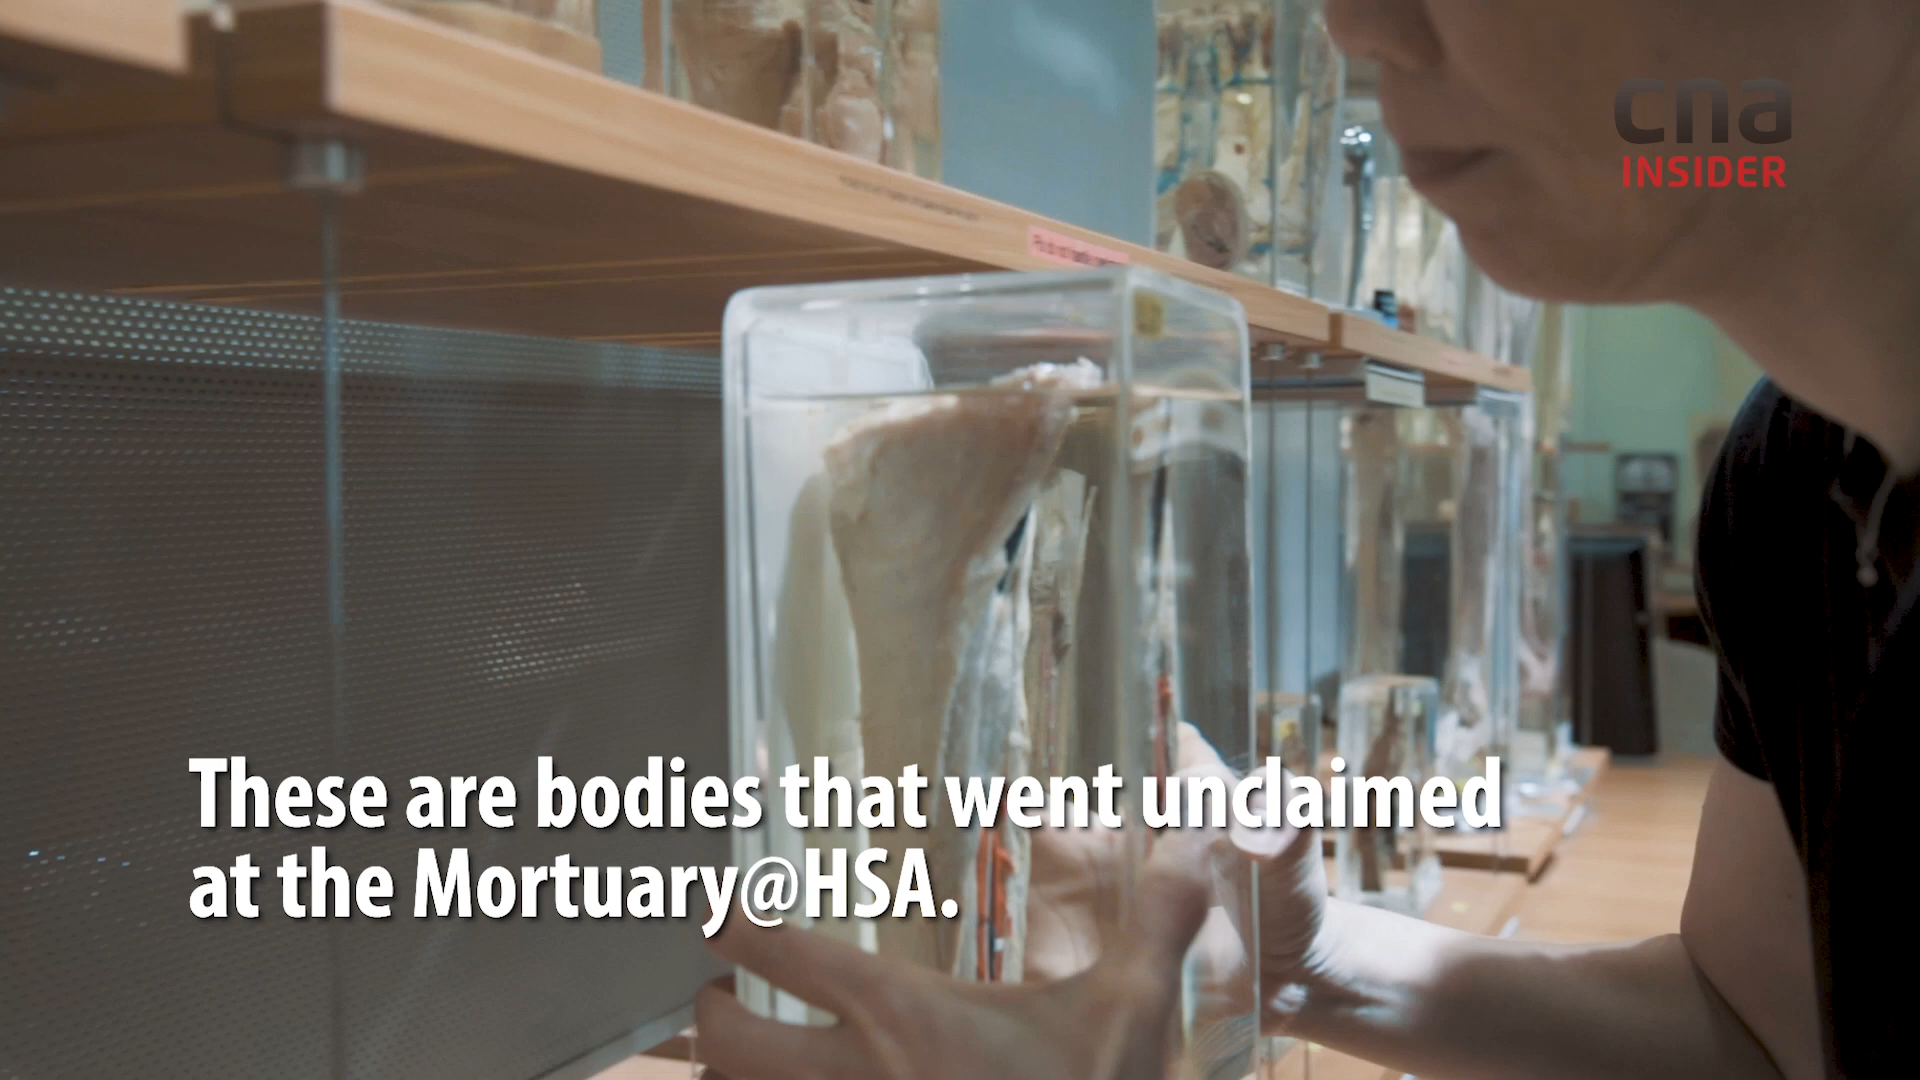 cna
INSIDER
These are bodies that went unclaimed
at the Mortuary@HSA.